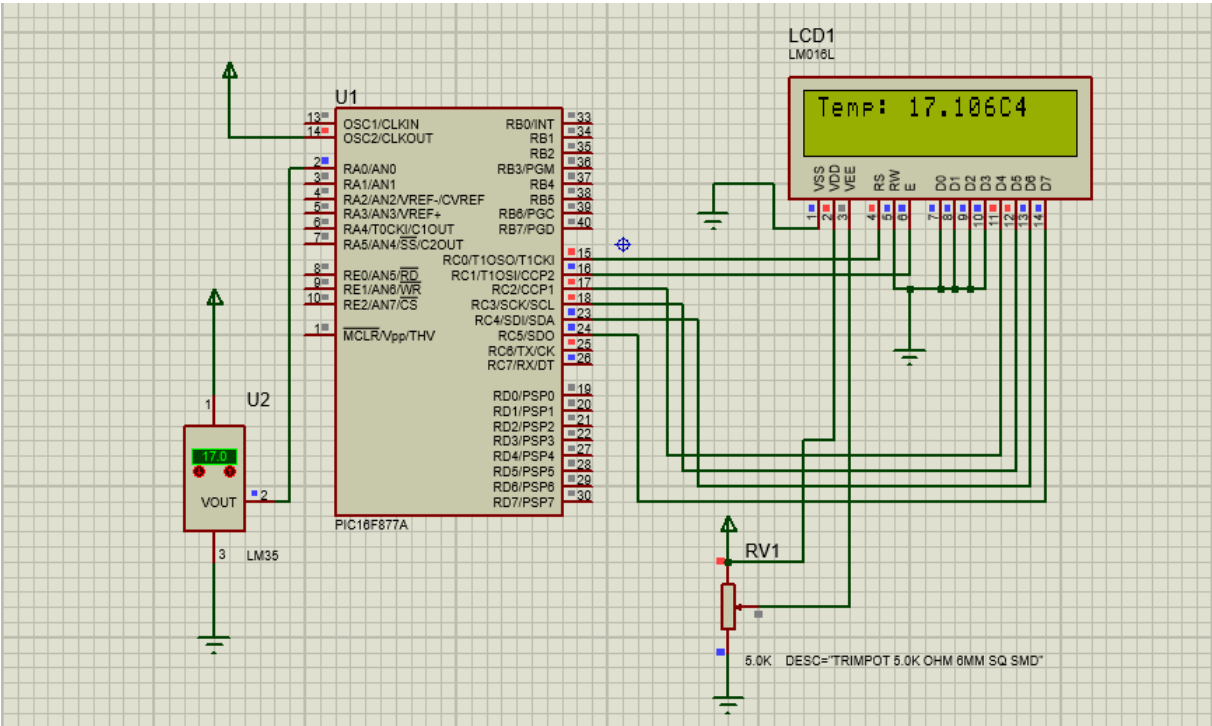 LCD1
LM016L
Temp: 17.106C4
VSS
VDD
VEE
RS
RW
E
D0
D1
D2
D3
D4
D5
D6
D7
1
2
3
4
5
6
7
8
9
10
11
12
13
14
U1
13 OSC1/CLKIN
14 OSC2/CLKOUT
2 RA0/AN0
3 RA1/AN1
4 RA2/AN2/VREF-/CVREF
5 RA3/AN3/VREF+
6 RA4/T0CKI/C1OUT
7 RA5/AN4/SS/C2OUT
8 RE0/AN5/RD
9 RE1/AN6/WR
10 RE2/AN7/CS
1 MCLR/Vpp/THV
RB0/INT 33
RB1 34
RB2 35
RB3/PGM 36
RB4 37
RB5 38
RB6/PGC 39
RB7/PGD 40
RC0/T1OSO/T1CKI 15
RC1/T1OSI/CCP2 16
RC2/CCP1 17
RC3/SCK/SCL 18
RC4/SDI/SDA 23
RC5/SDO 24
RC6/TX/CK 25
RC7/RX/DT 26
RD0/PSP0 19
RD1/PSP1 20
RD2/PSP2 21
RD3/PSP3 22
RD4/PSP4 27
RD5/PSP5 28
RD6/PSP6 29
RD7/PSP7 30
PIC16F877A
U2
1
17.0
VOUT 2
3
LM35
RV1
5.0K DESC="TRIMPOT 5.0K OHM 6MM SQ SMD"